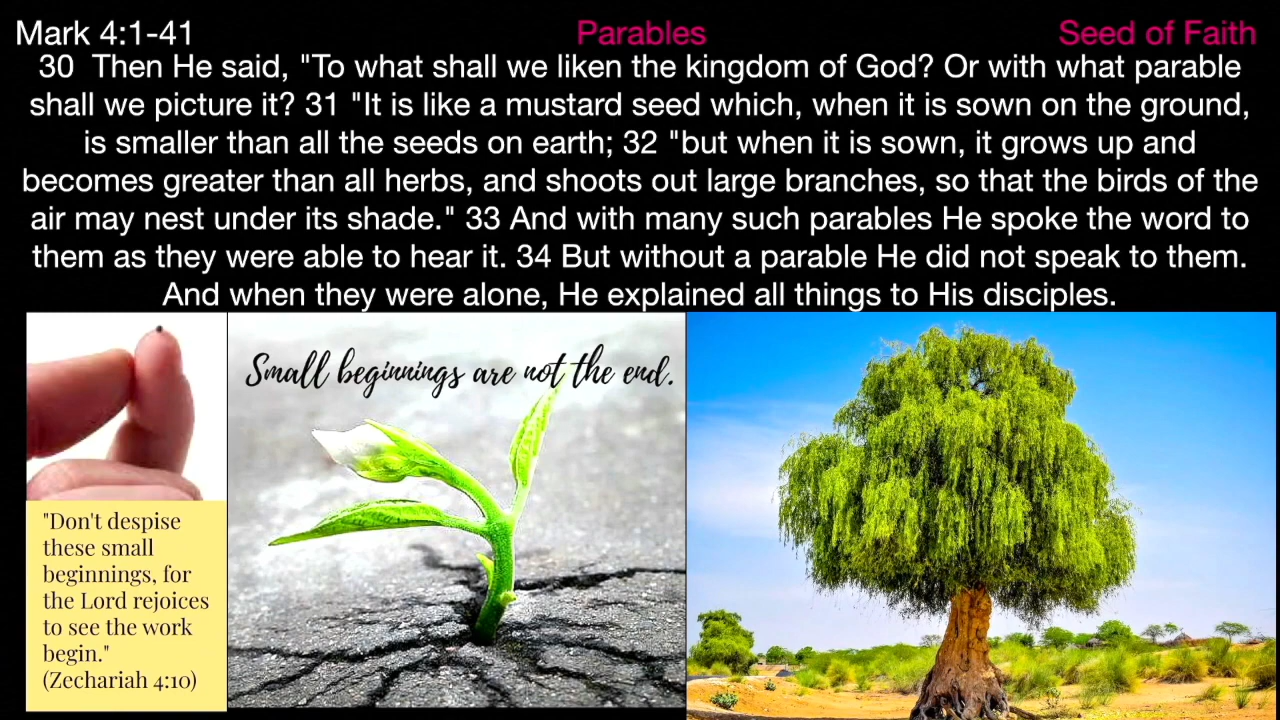 Mark 4:1-41
Parables
Seed of Faith
30 Then He said, "To what shall we liken the kingdom of God? Or with what parable
shall we picture it? 31 "It is like a mustard seed which, when it is sown on the ground,
is smaller than all the seeds on earth; 32 "but when it is sown, it grows up and
becomes greater than all herbs, and shoots out large branches, so that the birds of the
air may nest under its shade." 33 And with many such parables He spoke the word to
them as they were able to hear it. 34 But without a parable He did not speak to them.
And when they were alone, He explained all things to His disciples.
Small beginnings are not the end.
"Don't despise
these small
beginnings, for
the Lord rejoices
to see the work
begin."
(Zechariah 4:10)